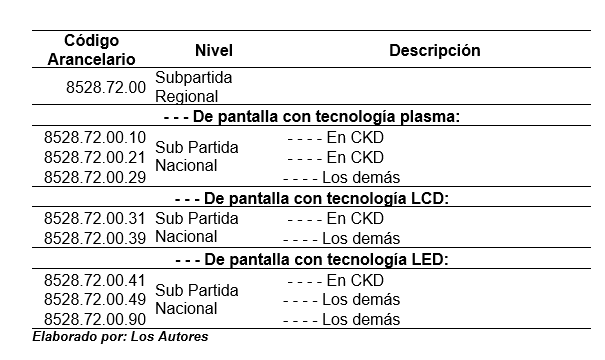 Código Arancelario Nivel Descripción
8528.72.00 Subpartida Regional
- - - De pantalla con tecnología plasma:
8528.72.00.10 Sub Partida Nacional - - - - En CKD
8528.72.00.21 - - - - En CKD
8528.72.00.29 - - - - Los demás
- - - De pantalla con tecnología LCD:
8528.72.00.31 Sub Partida Nacional - - - - En CKD
8528.72.00.39 - - - - Los demás
- - - De pantalla con tecnología LED:
8528.72.00.41 Sub Partida Nacional - - - - En CKD
8528.72.00.49 - - - - Los demás
8528.72.00.90 - - - - Los demás
Elaborado por: Los Autores